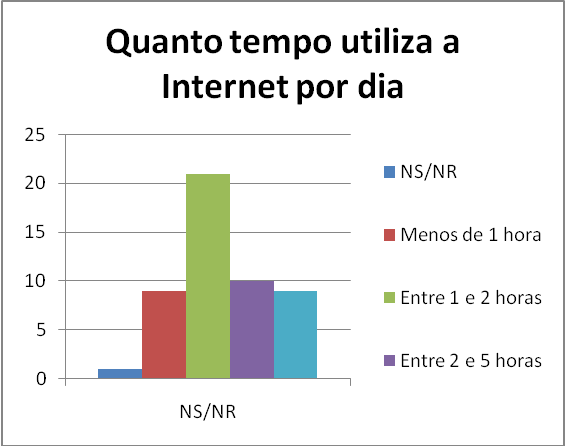 Quanto tempo utiliza a
Internet por dia
25
20
15
10
5
0
NS/NR
NS/NR
Menos de 1 hora
Entre 1 e 2 horas
Entre 2 e 5 horas